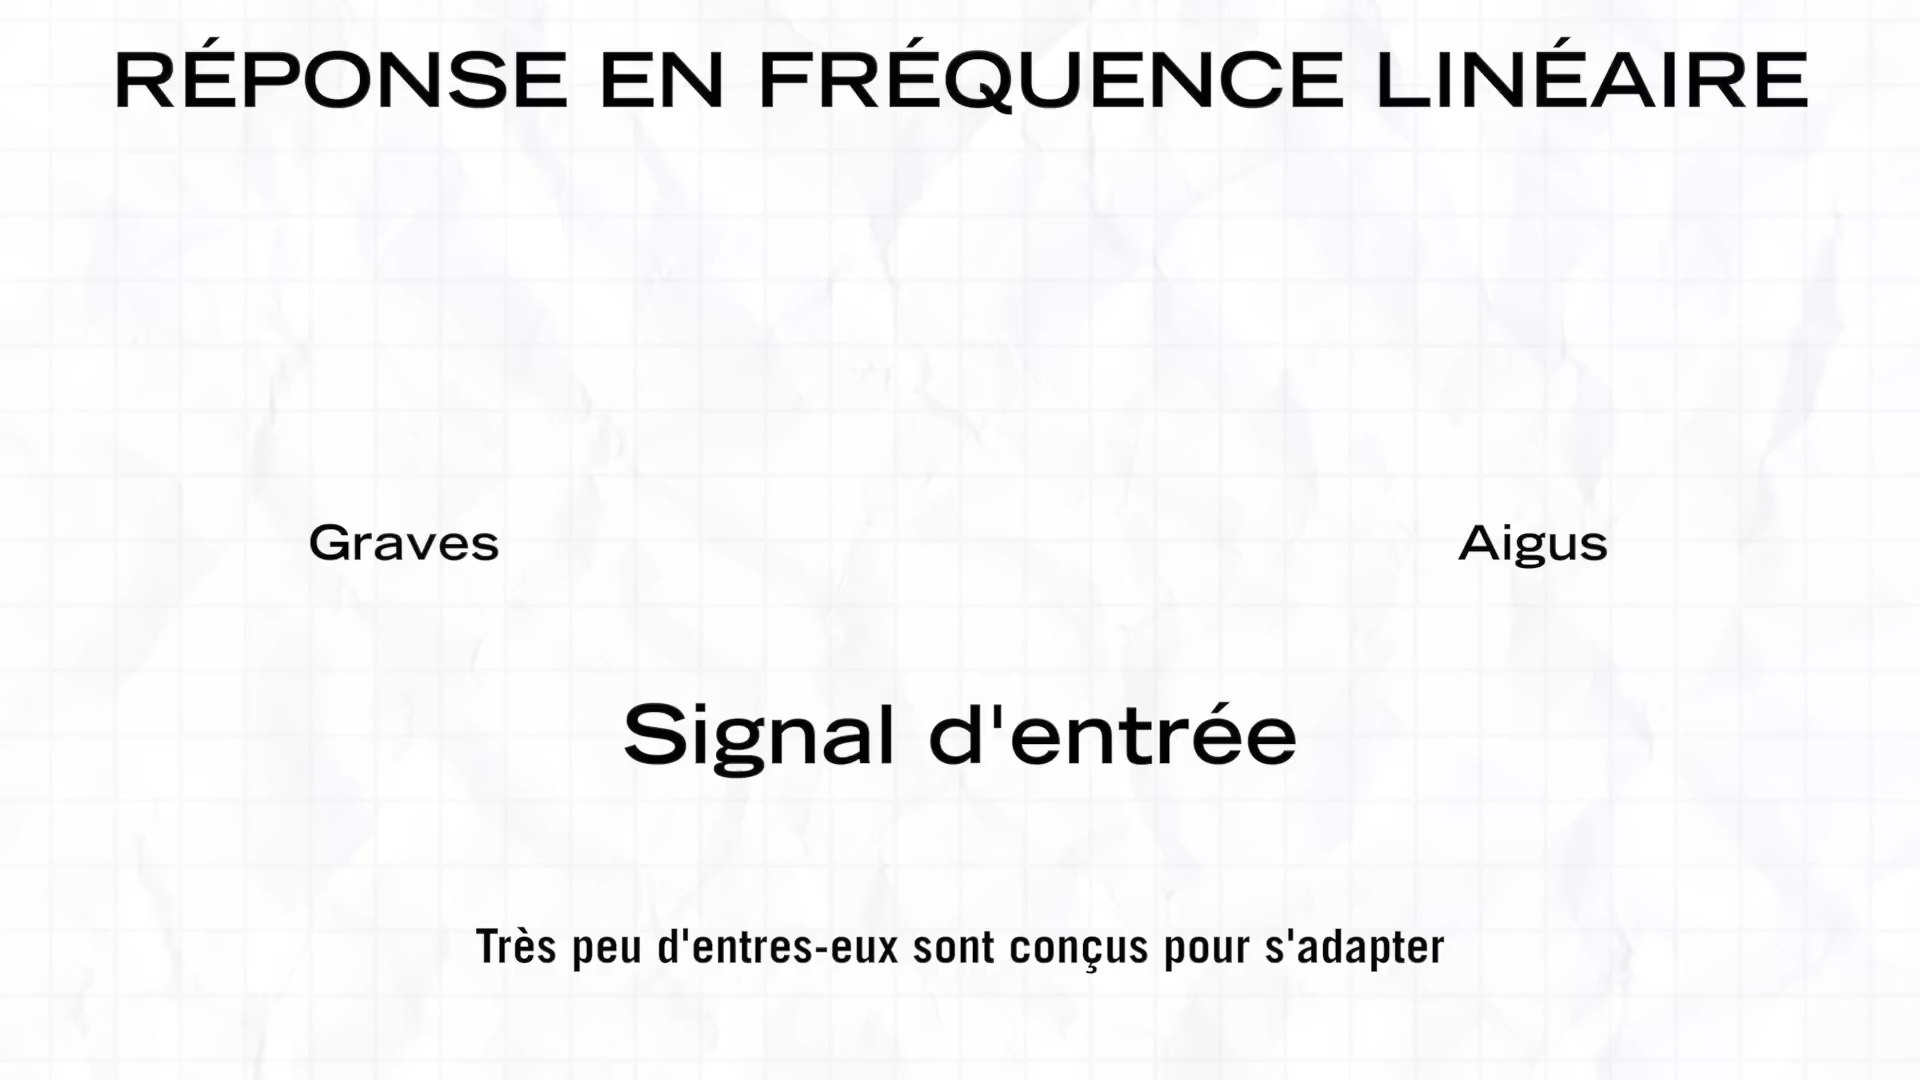 RÉPONSE EN FRÉQUENCE LINÉAIRE
Graves
Aigus
Signal d'entrée
Très peu d'entres-eux sont conçus pour s'adapter